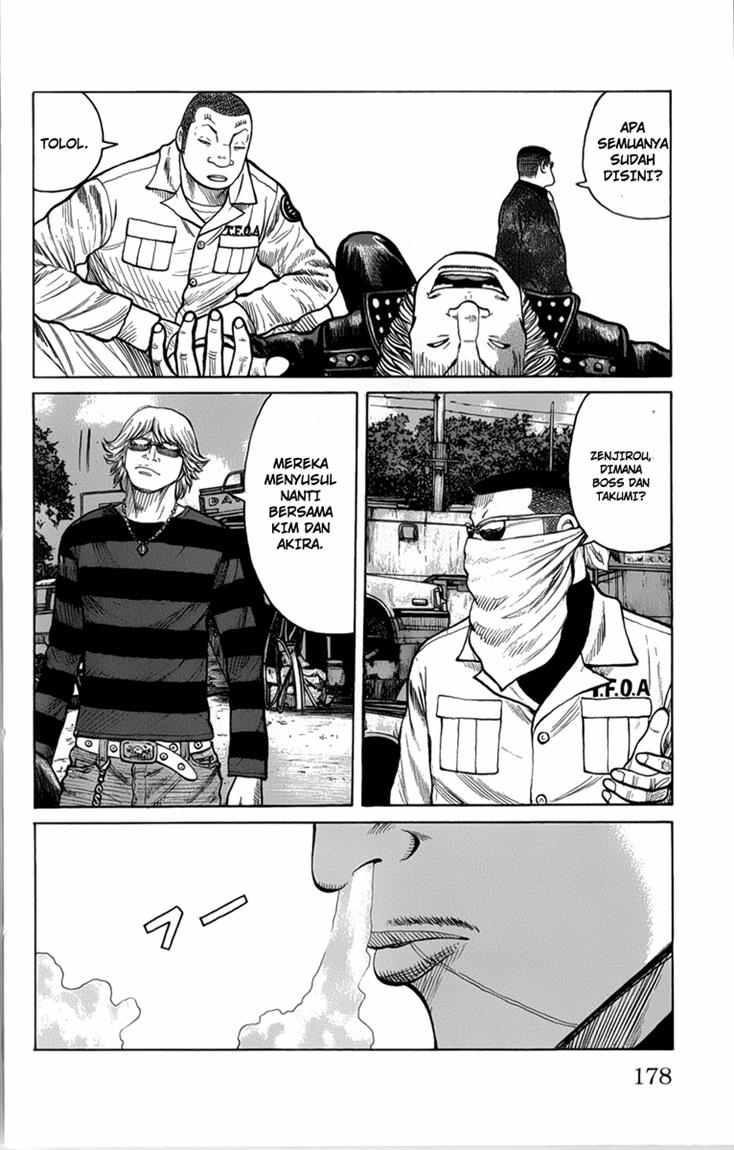 APA
SEMUANYA
SUDAH
DISINI?
TOLOL.
T.F.O.A
ZENJIROU,
DIMANA
BOSS DAN
TAKUMI?
T.F.O.A
MEREKA
MENYUSUL
NANTI
BERSAMA
KIM DAN
AKIRA.
フー
178